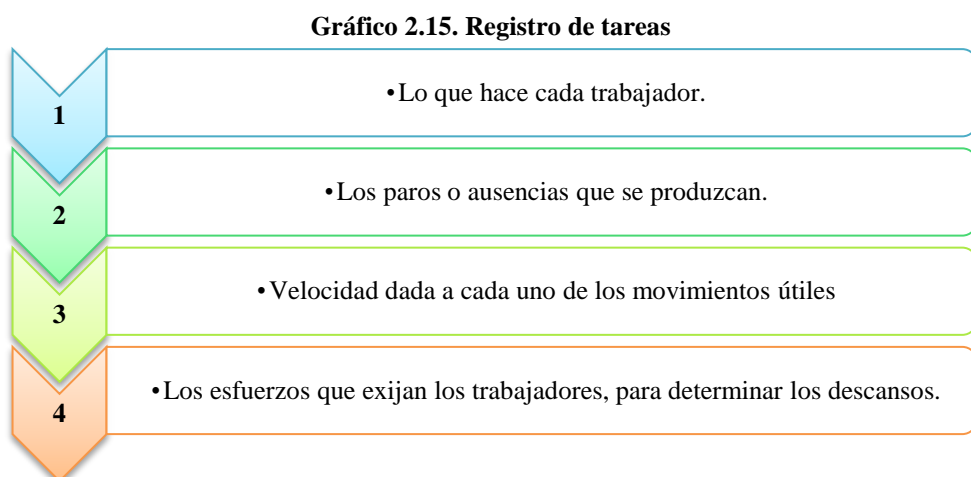 Gráfico 2.15. Registro de tareas
1
•Lo que hace cada trabajador.
2
•Los paros o ausencias que se produzcan.
3
•Velocidad dada a cada uno de los movimientos útiles
4
•Los esfuerzos que exijan los trabajadores, para determinar los descansos.